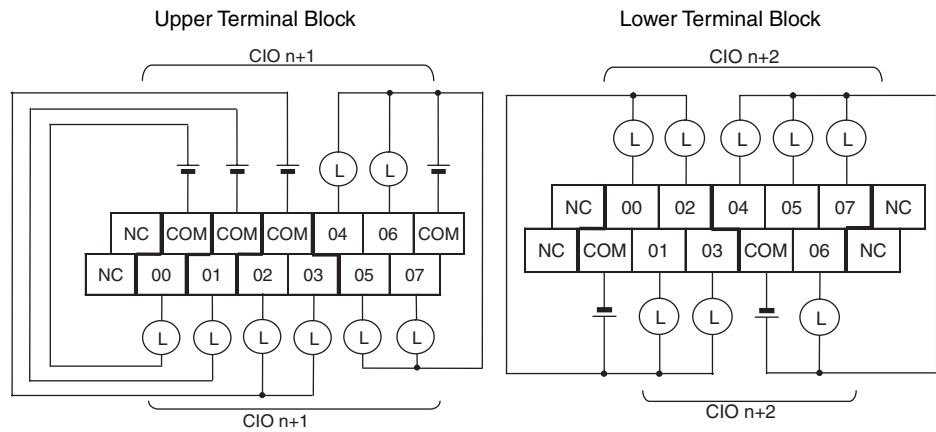 Upper Terminal Block
Lower Terminal Block
CIO n+1
CIO n+2
L L
L L L L L
NC COM COM COM 04 06 COM
NC 00 01 02 03 05 07
NC 00 02 04 05 07 NC
NC COM 01 03 COM 06 NC
L L L L L L
L L L
CIO n+1
CIO n+2